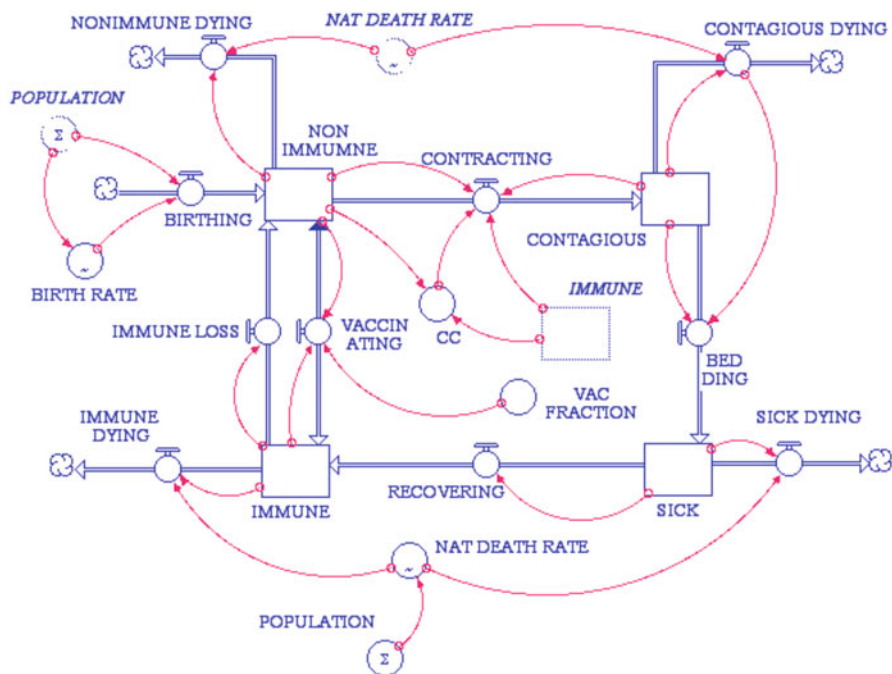 NONIMMUNE DYING
NAT DEATH RATE
CONTAGIOUS DYING
~
POPULATION
Σ
NON
IMMUMNE
CONTRACTING
BIRTHING
CONTAGIOUS
~
BIRTH RATE
IMMUNE
IMMUNE LOSS
VACCIN
ATING
CC
BED
DING
VAC
FRACTION
IMMUNE
DYING
SICK DYING
RECOVERING
IMMUNE
SICK
NAT DEATH RATE
~
POPULATION
Σ